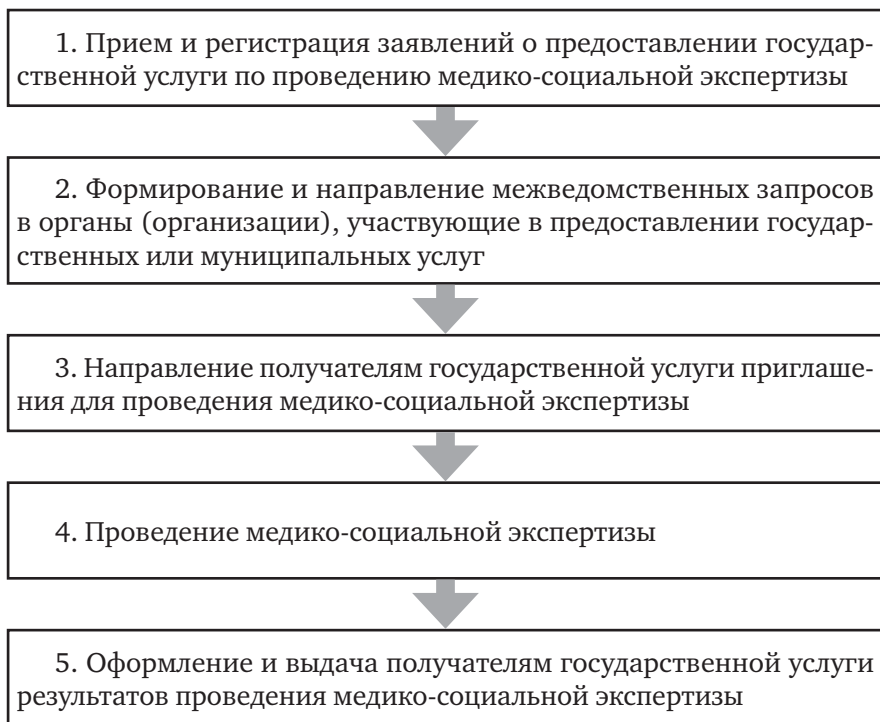 1. Прием и регистрация заявлений о предоставлении государ-
ственной услуги по проведению медико-социальной экспертизы
2. Формирование и направление межведомственных запросов
в органы (организации), участвующие в предоставлении государ-
ственных или муниципальных услуг
3. Направление получателям государственной услуги приглаше-
ния для проведения медико-социальной экспертизы
4. Проведение медико-социальной экспертизы
5. Оформление и выдача получателям государственной услуги
результатов проведения медико-социальной экспертизы